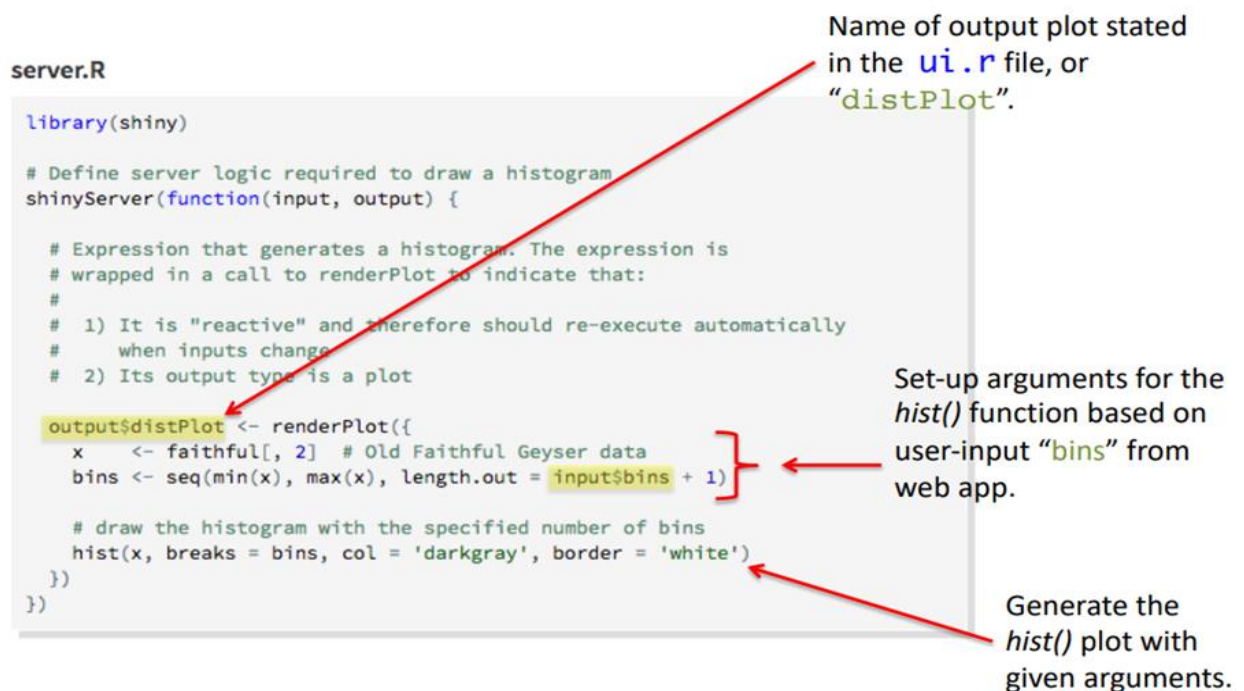 Name of output plot stated
in the ui.r file, or
“distPlot”.
server.R
library(shiny)
# Define server logic required to draw a histogram
shinyServer(function(input, output) {
# Expression that generates a histogram. The expression is
# wrapped in a call to renderPlot to indicate that:
#
#  1) It is "reactive" and therefore should re-execute automatically
#     when inputs change
#  2) Its output type is a plot
output$distPlot <- renderPlot({
x    <- faithful[, 2]  # Old Faithful Geyser data
bins <- seq(min(x), max(x), length.out = input$bins + 1)
# draw the histogram with the specified number of bins
hist(x, breaks = bins, col = 'darkgray', border = 'white')
})
})
Set-up arguments for the
hist() function based on
user-input “bins” from
web app.
Generate the
hist() plot with
given arguments.